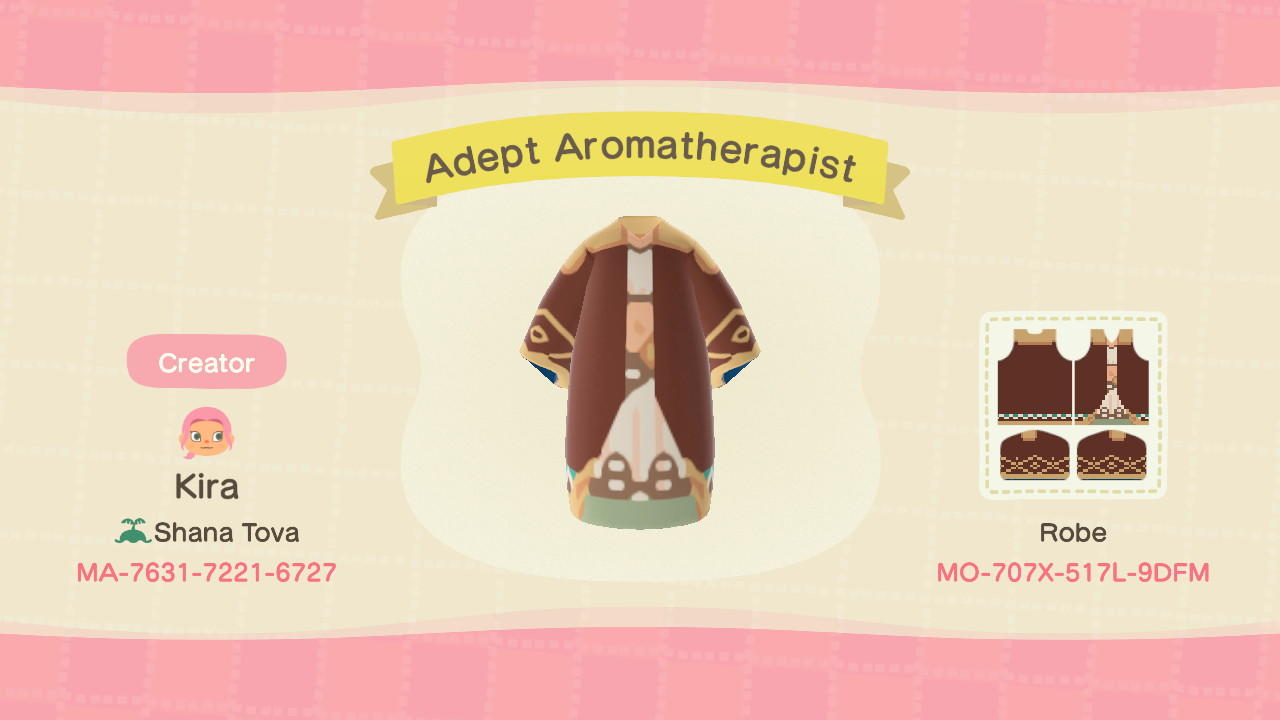 Adept Aromatherapist
Creator
Kira
Shana Tova
MA-7631-7221-6727
Robe
MO-707X-517L-9DFM